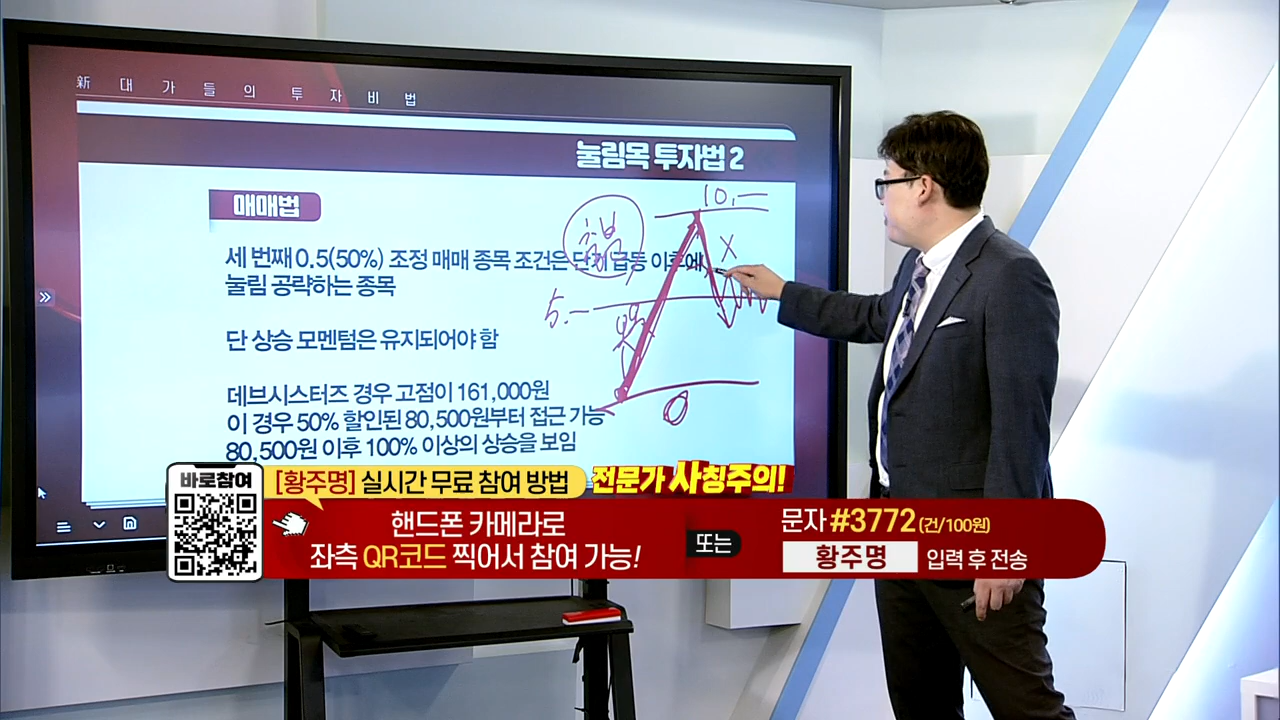 新 대 가 들 의 투 자 비 법
눌림목 투자법 2
매매법
10,—
세 번째 0.5(50%) 조정 매매 종목 조건은 단기 급등 이후에,
눌림 공략하는 종목
X
5,—
단 상승 모멘텀은 유지되어야 함
데브시스터즈 경우 고점이 161,000원
이 경우 50% 할인된 80,500원부터 접근 가능
80,500원 이후 100% 이상의 상승을 보임
0
바로참여
[황주명] 실시간 무료 참여 방법
전문가 사칭주의!
핸드폰 카메라로
좌측 QR코드 찍어서 참여 가능!
또는
문자 #3772 (건/100원)
황주명 입력 후 전송